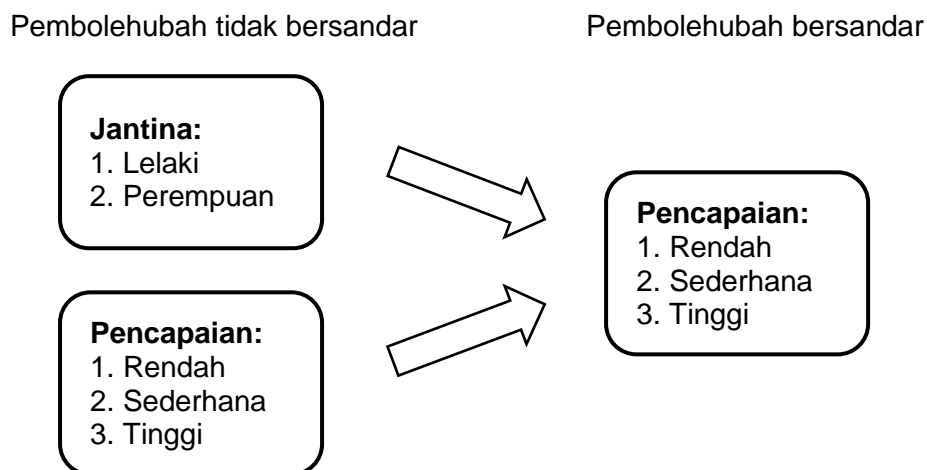 Pembolehubah tidak bersandar
Pembolehubah bersandar
Jantina:
1. Lelaki
2. Perempuan
Pencapaian:
1. Rendah
2. Sederhana
3. Tinggi
Pencapaian:
1. Rendah
2. Sederhana
3. Tinggi